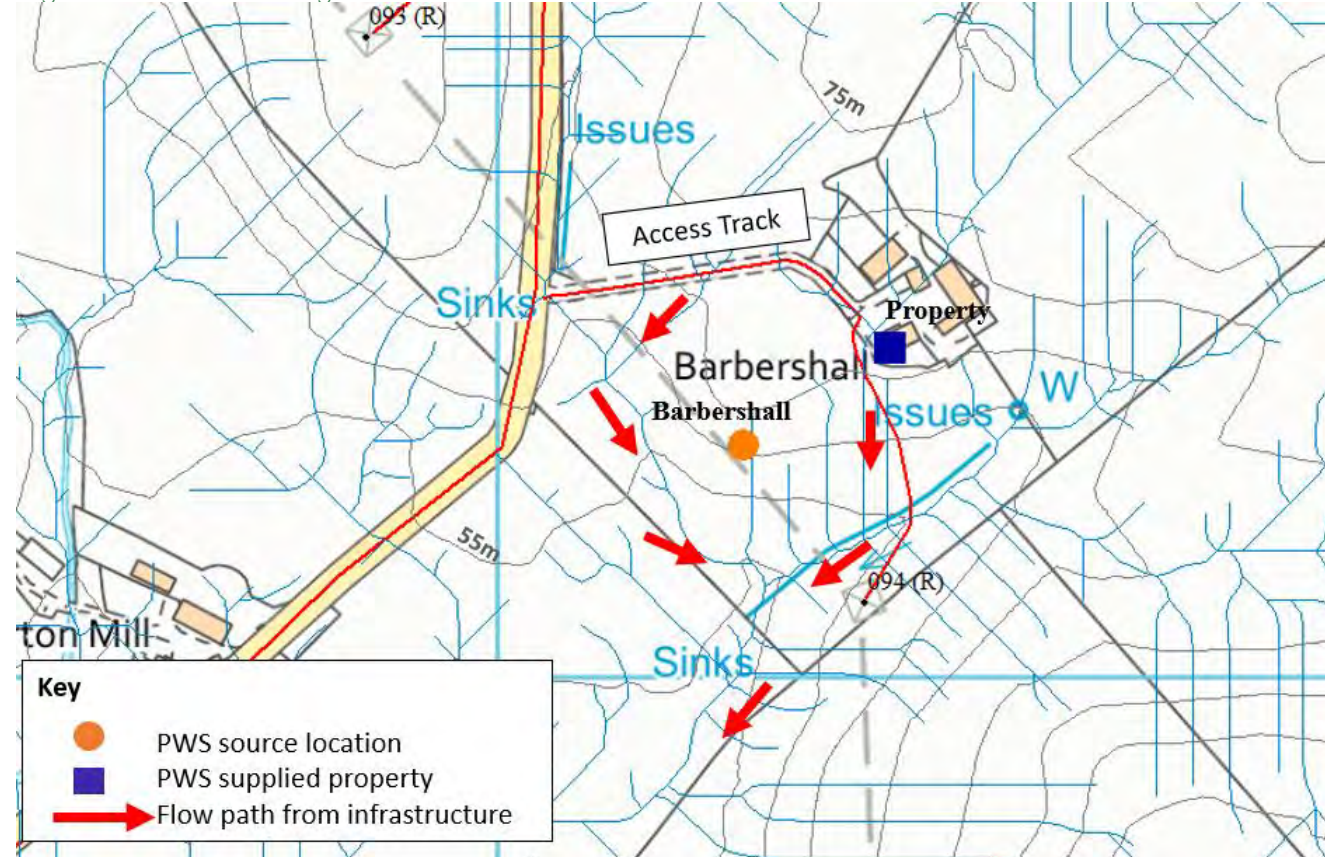 093 (R)
75m
Issues
Access Track
Sinks
Property
Barbershall
W
Barbershall
Issues
55m
094 (R)
rton Mill
Sinks
Key
PWS source location
PWS supplied property
Flow path from infrastructure